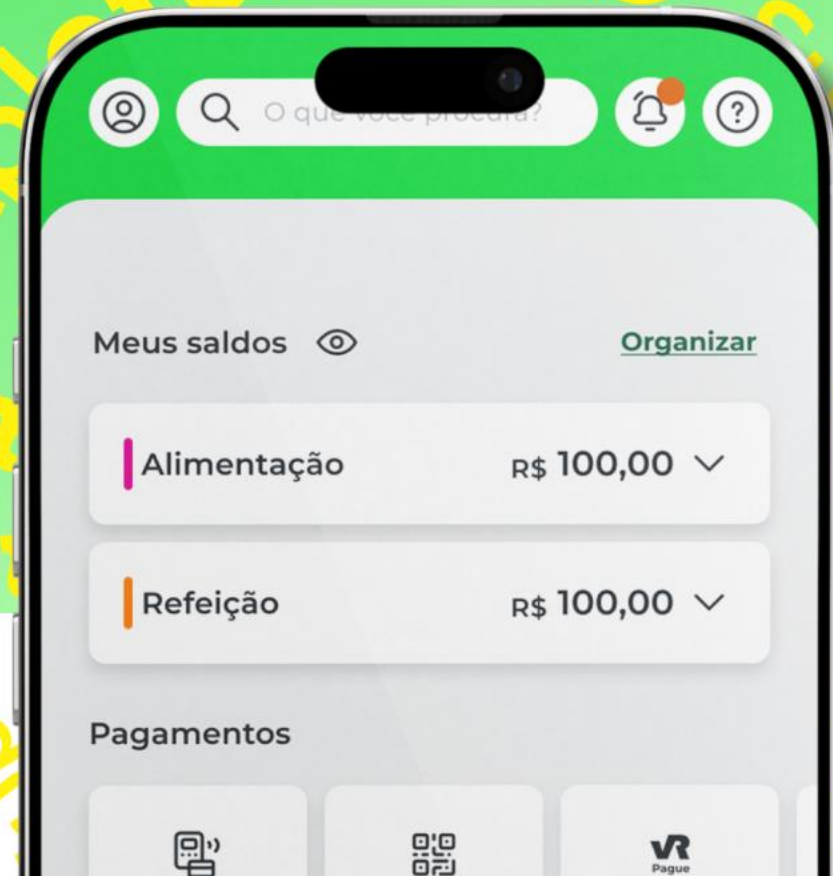 O que você procura?
Meus saldos Organizar
Alimentação R$ 100,00
Refeição R$ 100,00
Pagamentos
VR
Pague